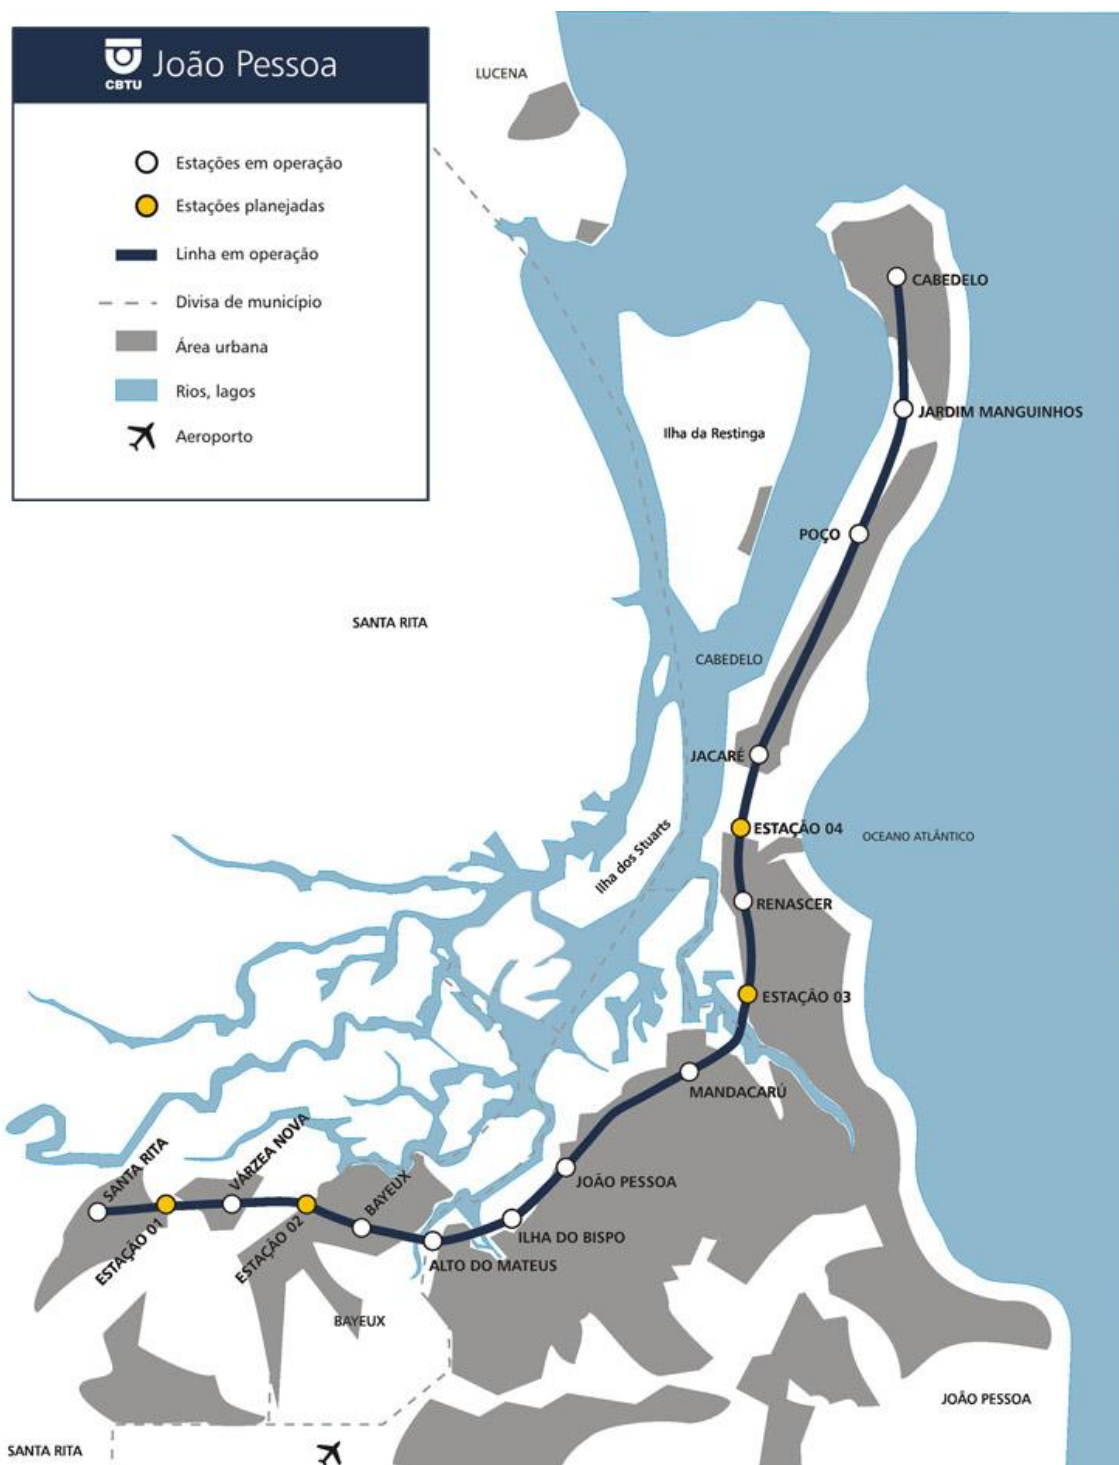 CBTU
João Pessoa
Estações em operação
Estações planejadas
Linha em operação
Divisa de município
Área urbana
Rios, lagos
Aeroporto
LUCENA
CABEDELO
JARDIM MANGUINHOS
Ilha da Restinga
POÇO
SANTA RITA
CABEDELO
JACARÉ
ESTAÇÃO 04
OCEANO ATLÂNTICO
Ilha dos Stuarts
RENASCER
ESTAÇÃO 03
MANDACARÚ
JOÃO PESSOA
ILHA DO BISPO
ALTO DO MATEUS
BAYEUX
ESTAÇÃO 02
VÁRZEA NOVA
ESTAÇÃO 01
SANTA RITA
BAYEUX
JOÃO PESSOA
SANTA RITA